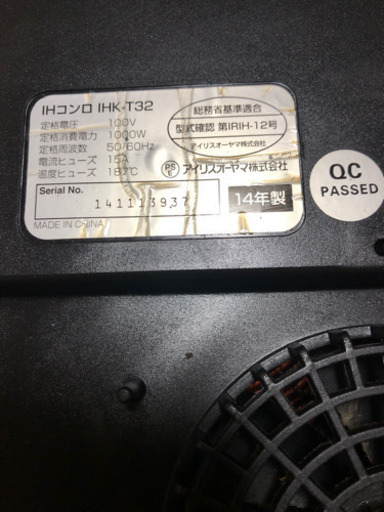 IHコンロ IHK-T32
定格電圧 100V
定格消費電力 1000W
定格周波数 50/60Hz
電流ヒューズ 15A
温度ヒューズ 187℃
総務省基準適合
型式確認 第IRIH-12号
アイリスオーヤマ株式会社
PS
E
アイリスオーヤマ株式会社
Serial No.
141113937
14年製
MADE IN CHINA
QC
PASSED